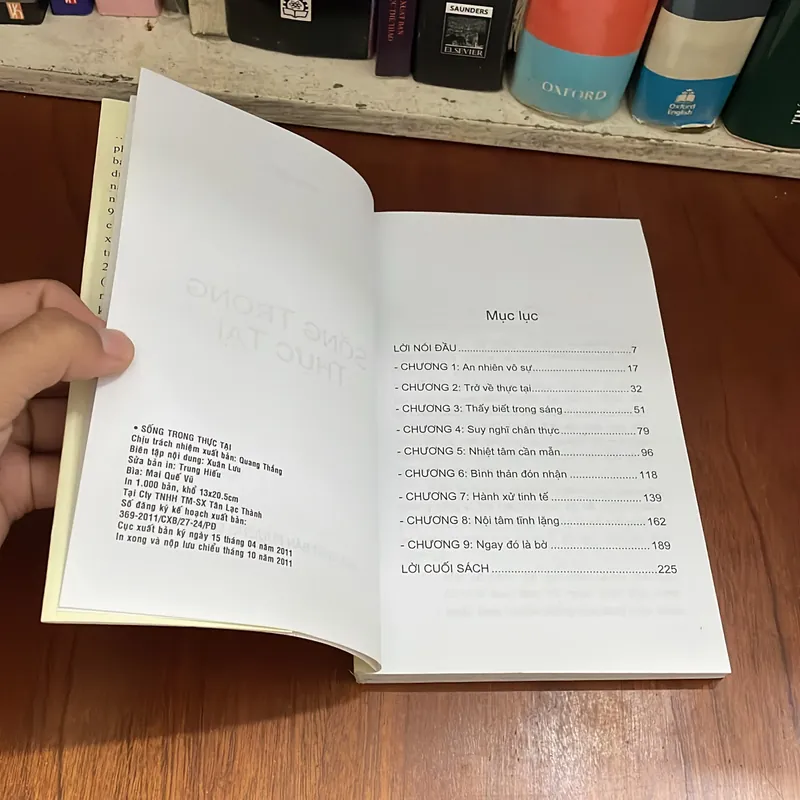 SAUNDERS
ELSEVIER
OXFORD
Oxford
English
SỐNG TRONG
THỰC TẠI
• SỐNG TRONG THỰC TẠI
Chịu trách nhiệm xuất bản: Quang Thắng
Biên tập nội dung: Xuân Lưu
Sửa bản in: Trung Hiếu
Bìa: Mai Quế Vũ
In 1.000 bản, khổ 13x20.5cm
Tại Cty TNHH TM-SX Tân Lạc Thành
Số đăng ký kế hoạch xuất bản:
369-2011/CXB/27-24/PĐ
Cục xuất bản ký ngày 15 tháng 04 năm 2011
In xong và nộp lưu chiểu tháng 10 năm 2011
Mục lục
LỜI NÓI ĐẦU...7
- CHƯƠNG 1: An nhiên vô sự...17
- CHƯƠNG 2: Trở về thực tại...32
- CHƯƠNG 3: Thấy biết trong sáng...51
- CHƯƠNG 4: Suy nghĩ chân thực...79
- CHƯƠNG 5: Nhiệt tâm cần mẫn...96
- CHƯƠNG 6: Bình thản đón nhận...118
- CHƯƠNG 7: Hành xử tinh tế...139
- CHƯƠNG 8: Nội tâm tĩnh lặng...162
- CHƯƠNG 9: Ngay đó là bờ...189
LỜI CUỐI SÁCH...225